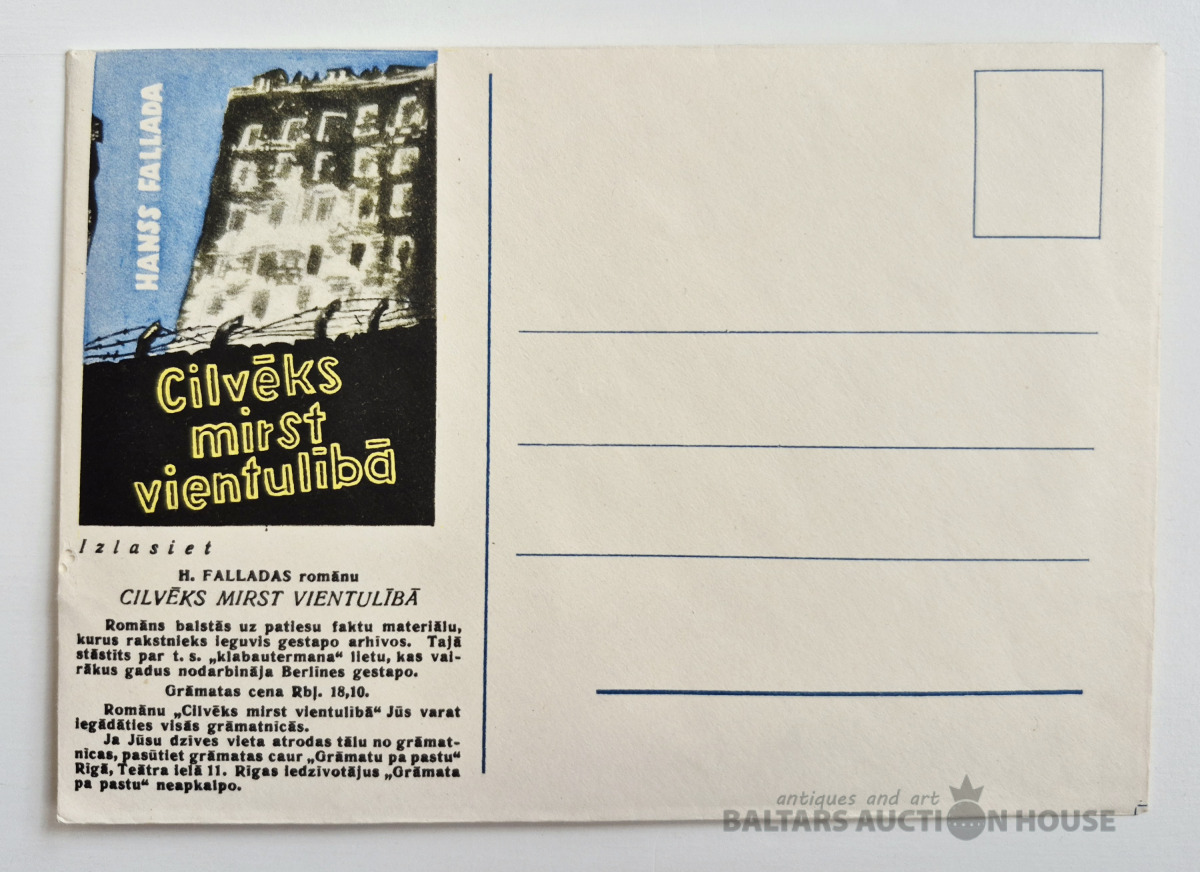 HANSS FALLADA
Cilvēks
mirst
vientulībā
Izlasiet
H. FALLADAS romānu
CILVĒKS MIRST VIENTULĪBĀ
Romāns balstās uz patiesu faktu materiālu,
kurus rakstnieks ieguvis gestapo arhīvos. Tajā
stāstīts par t. s. „klabautermana“ lietu, kas vai-
rākus gadus nodarbināja Berlīnes gestapo.
Grāmatas cena Rbļ. 18,10.
Romānu „Cilvēks mirst vientulībā“ Jūs varat
iegādāties visās grāmatnīcās.
Ja Jūsu dzīves vieta atrodas tālu no grāmat-
nīcas, pasūtiet grāmatas caur „Grāmatu pa pastu“
Rīgā, Teātra ielā 11. Rīgas iedzīvotājus „Grāmata
pa pastu“ neapkalpo.
antiques and art
BALTARS AUCTION HOUSE